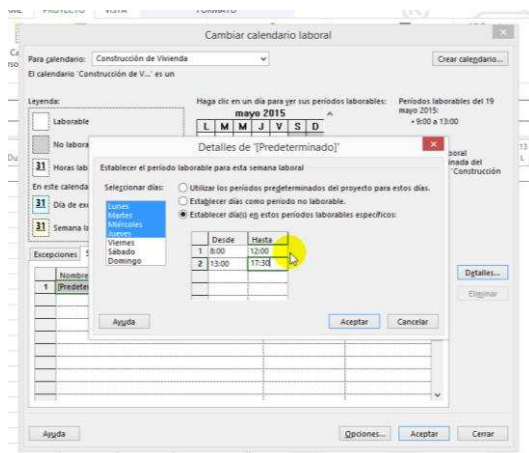 PROYECTO VISTA FORMATO
Cambiar calendario laboral
Para calendario: Construcción de Vivienda
Crear calendario...
El calendario 'Construcción de V...' es un
Leyenda:
Haga clic en un día para ver sus períodos laborables:
Períodos laborables del 19
mayo 2015:
• 9:00 a 13:00
mayo 2015
L M M J V S D
Laborable
No labora
31 Horas lab
En este calenda
31 Día de ex
31 Semana la
Excepciones
Nombre
1 [Predete
Detalles de '[Predeterminado]'
Establecer el período laborable para esta semana laboral
Seleccionar días:
Lunes
Martes
Miércoles
Jueves
Viernes
Sábado
Domingo
Utilizar los períodos predeterminados del proyecto para estos días.
Establecer días como período no laborable.
Establecer día(s) en estos períodos laborables específicos:
Desde Hasta
1 8:00 12:00
2 13:00 17:30
Ayuda Aceptar Cancelar
boral
inada del
'Construcción
Detalles...
Eliminar
Ayuda Opciones... Aceptar Cerrar